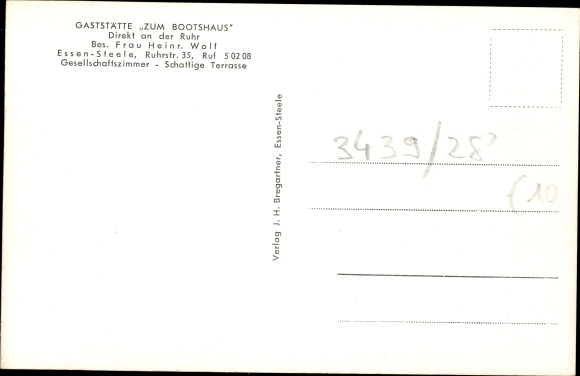 GASTSTÄTTE „ZUM BOOTSHAUS"
Direkt an der Ruhr
Bes. Frau Heinr. Wolf
Essen-Steele, Ruhrstr. 35, Ruf 50208
Gesellschaftszimmer - Schattige Terrasse
Verlag J. H. Bregartner, Essen-Steele
3439/28
(10